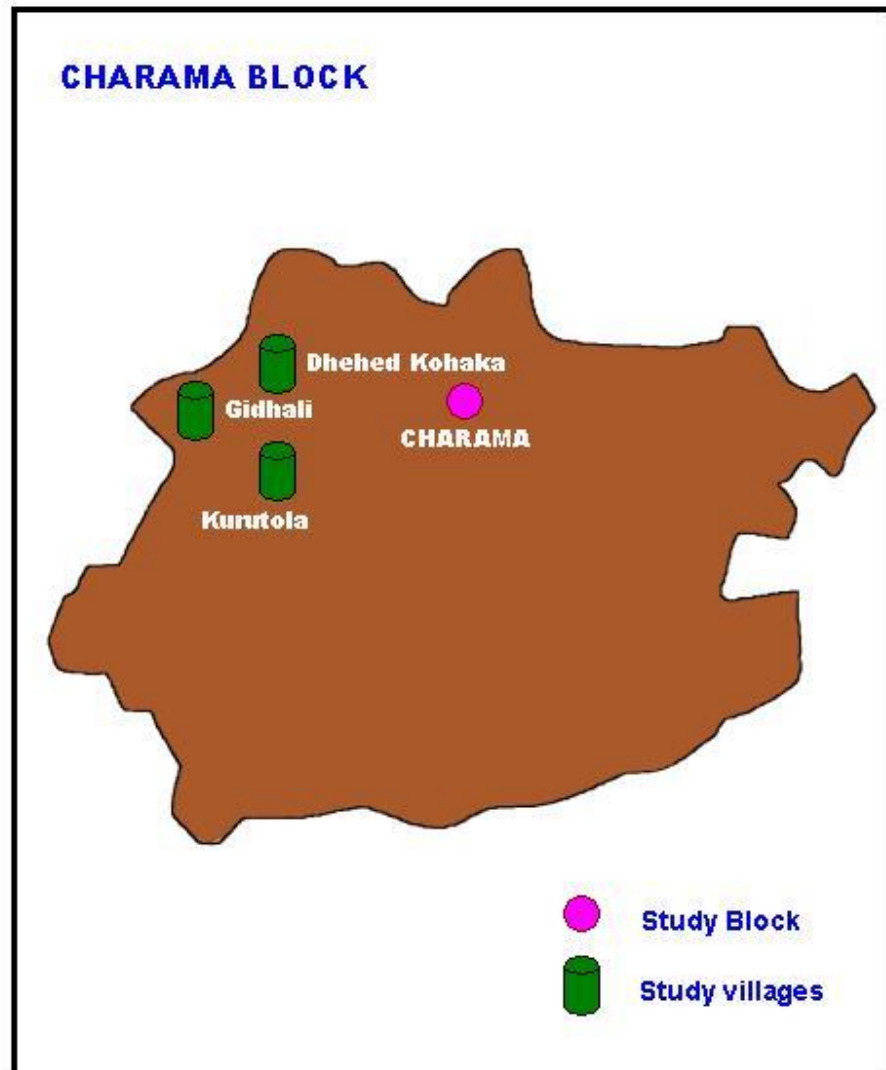 CHARAMA BLOCK
Dhehed Kohaka
Gidhali
CHARAMA
Kurutola
Study Block
Study villages